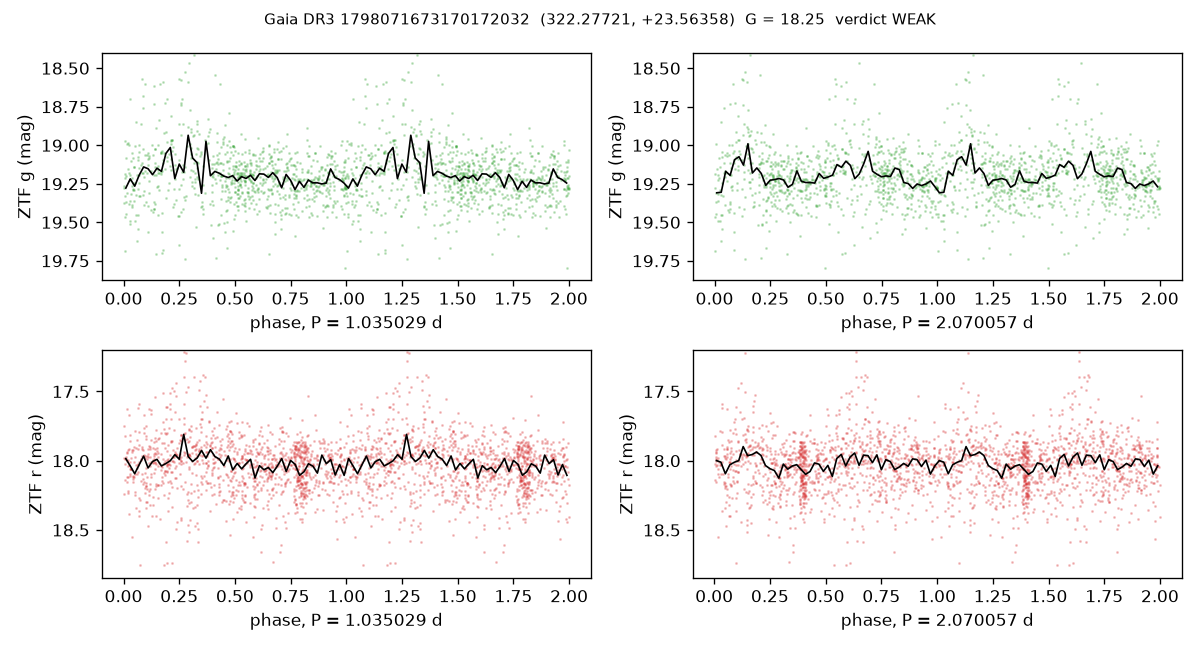 Gaia DR3 1798071673170172032 (322.27721, +23.56358) G = 18.25 verdict WEAK
ZTF g (mag)
18.50
18.75
19.00
19.25
19.50
19.75
0.00 0.25 0.50 0.75 1.00 1.25 1.50 1.75 2.00
phase, P = 1.035029 d
ZTF g (mag)
18.50
18.75
19.00
19.25
19.50
19.75
0.00 0.25 0.50 0.75 1.00 1.25 1.50 1.75 2.00
phase, P = 2.070057 d
ZTF r (mag)
17.5
18.0
18.5
0.00 0.25 0.50 0.75 1.00 1.25 1.50 1.75 2.00
phase, P = 1.035029 d
ZTF r (mag)
17.5
18.0
18.5
0.00 0.25 0.50 0.75 1.00 1.25 1.50 1.75 2.00
phase, P = 2.070057 d